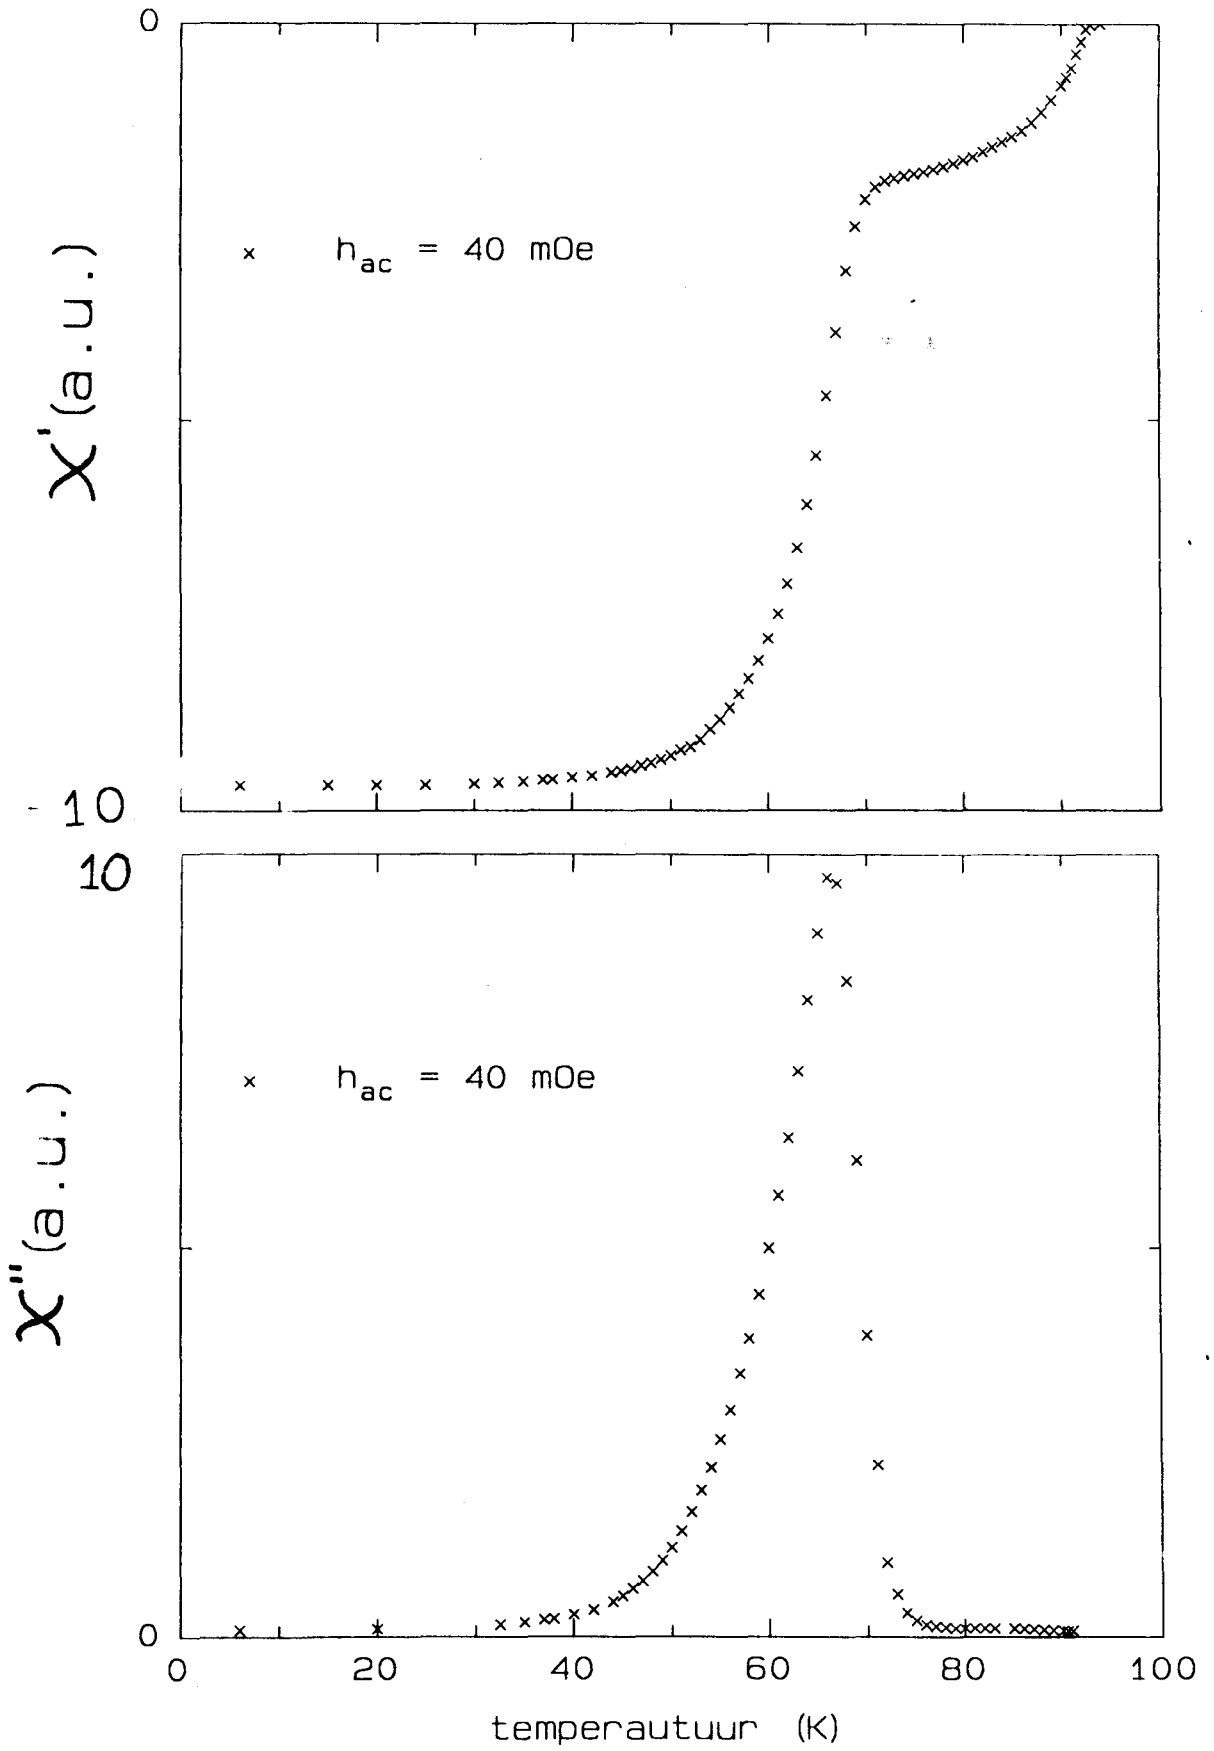 0
× h_ac = 40 mOe
χ' (a.u.)
- 10
10
× h_ac = 40 mOe
χ'' (a.u.)
0
0 20 40 60 80 100
temperautuur (K)